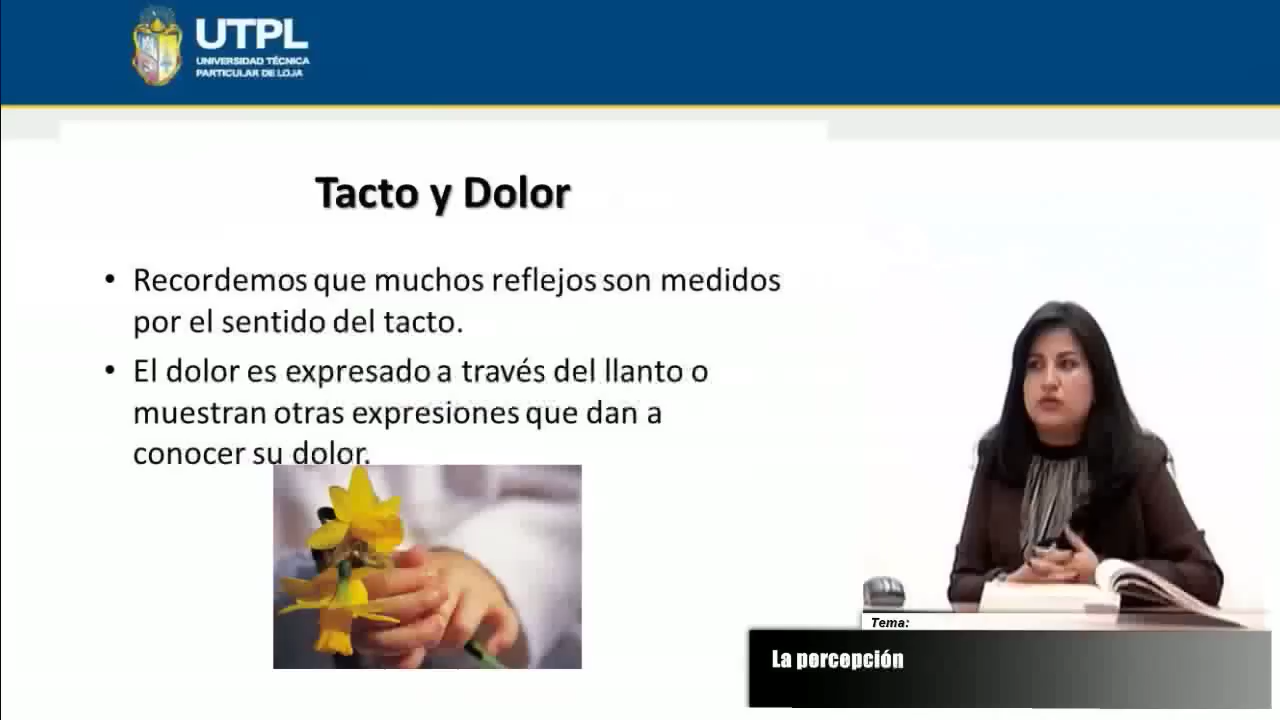 UTPL
UNIVERSIDAD TÉCNICA
PARTICULAR DE LOJA
Tacto y Dolor
• Recordemos que muchos reflejos son medidos
por el sentido del tacto.
• El dolor es expresado a través del llanto o
muestran otras expresiones que dan a
conocer su dolor.
Tema:
La percepción